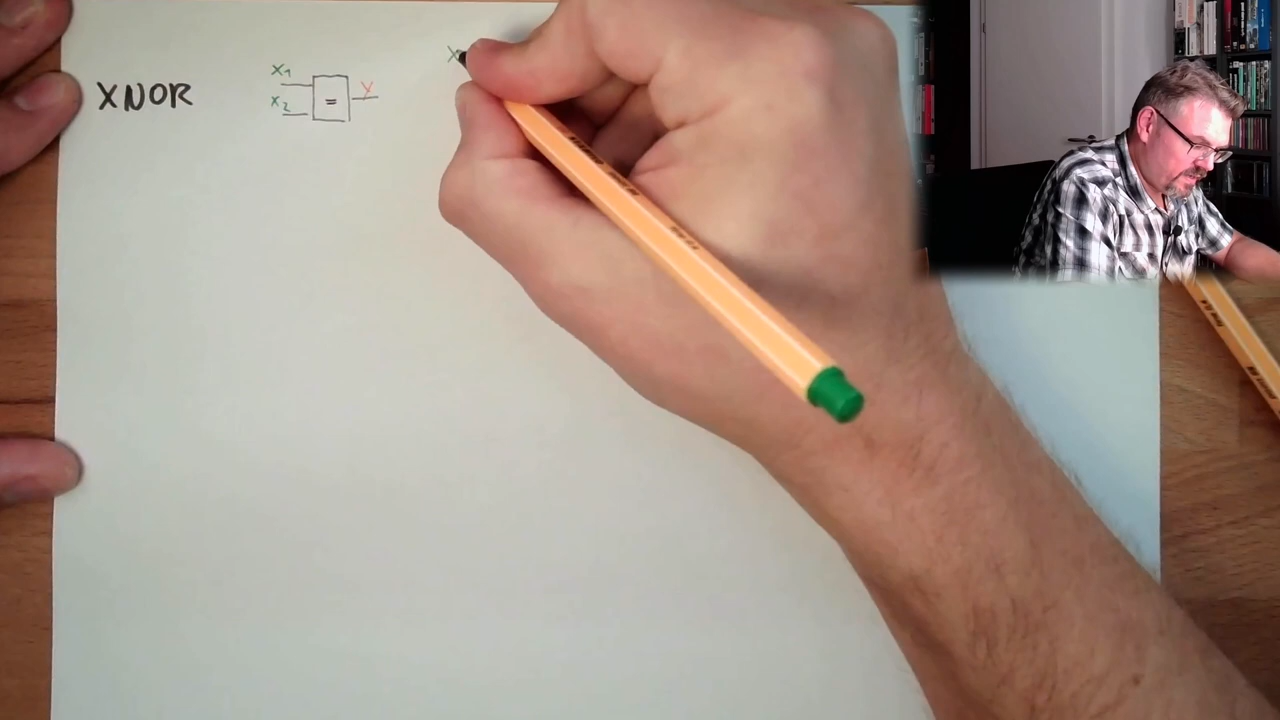 XNOR
x₁
x₂
=
y
x